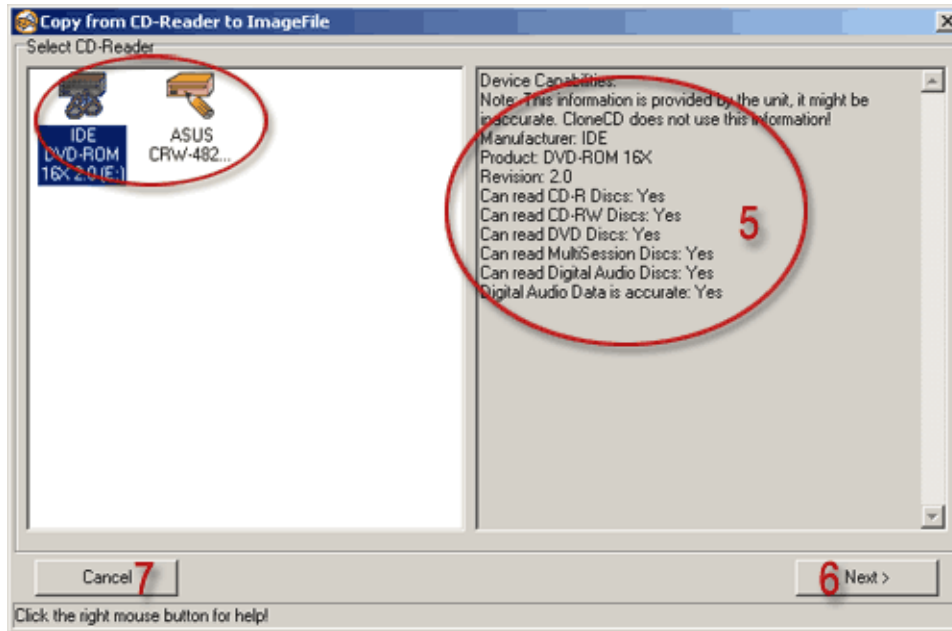 Copy from CD-Reader to ImageFile
Select CD-Reader
IDE
DVD-ROM
16X 2.0 (E:)
ASUS
CRW-482...
Device Capabilities:
Note: This information is provided by the unit, it might be
inaccurate. CloneCD does not use this information!
Manufacturer: IDE
Product: DVD-ROM 16X
Revision: 2.0
Can read CD-R Discs: Yes
Can read CD-RW Discs: Yes
Can read DVD Discs: Yes
Can read MultiSession Discs: Yes
Can read Digital Audio Discs: Yes
Digital Audio Data is accurate: Yes
5
Cancel 7
6 Next >
Click the right mouse button for help!